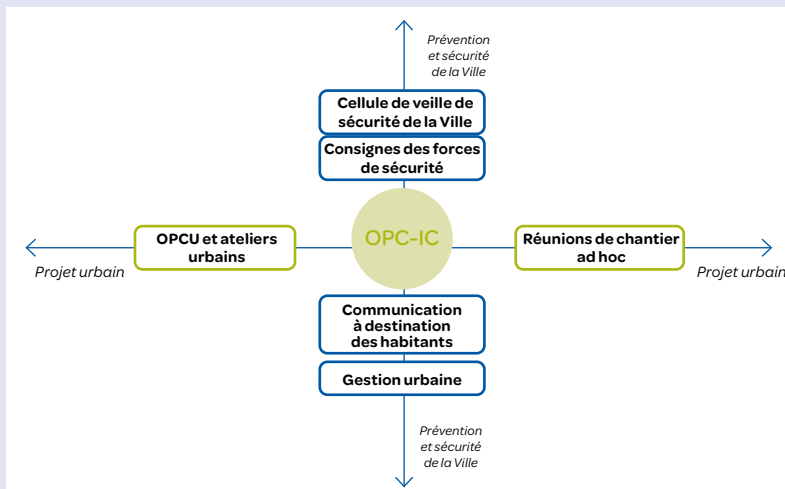 Prévention
et sécurité
de la Ville
Cellule de veille de
sécurité de la Ville
Consignes des forces
de sécurité
OPCU et ateliers
urbains
OPC-IC
Réunions de chantier
ad hoc
Projet urbain
Projet urbain
Communication
à destination
des habitants
Gestion urbaine
Prévention
et sécurité
de la Ville